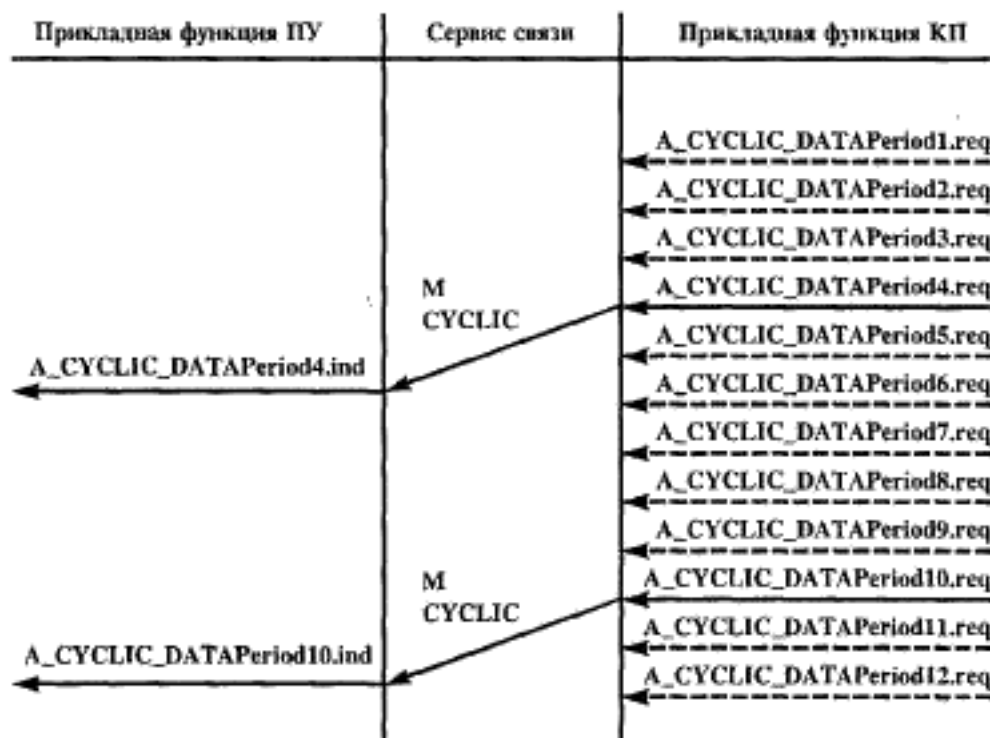 Прикладная функция ПУ
Сервис связи
Прикладная функция КП
A_CYCLIC_DATAPeriod1.req
A_CYCLIC_DATAPeriod2.req
A_CYCLIC_DATAPeriod3.req
A_CYCLIC_DATAPeriod4.req
M
CYCLIC
A_CYCLIC_DATAPeriod5.req
A_CYCLIC_DATAPeriod4.ind
A_CYCLIC_DATAPeriod6.req
A_CYCLIC_DATAPeriod7.req
A_CYCLIC_DATAPeriod8.req
A_CYCLIC_DATAPeriod9.req
A_CYCLIC_DATAPeriod10.req
M
CYCLIC
A_CYCLIC_DATAPeriod11.req
A_CYCLIC_DATAPeriod10.ind
A_CYCLIC_DATAPeriod12.req